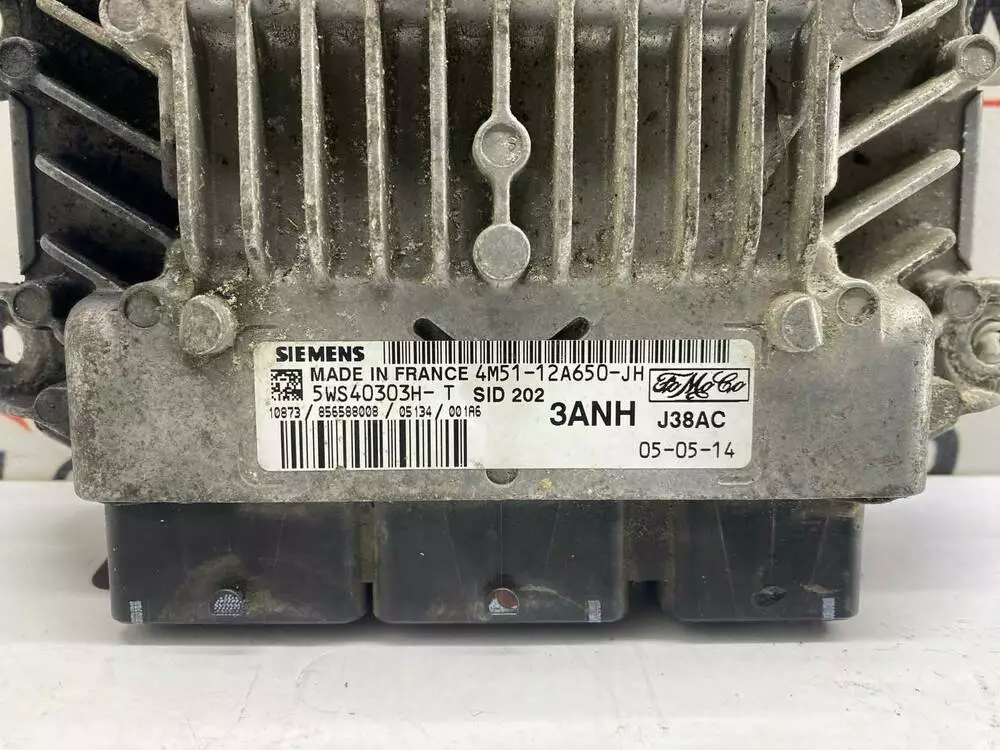 SIEMENS
MADE IN FRANCE 4M51-12A650-JH
5WS40303H- T SID 202 FoMoCo
10873/856588008/05134/001A6
3ANH J38AC
05-05-14